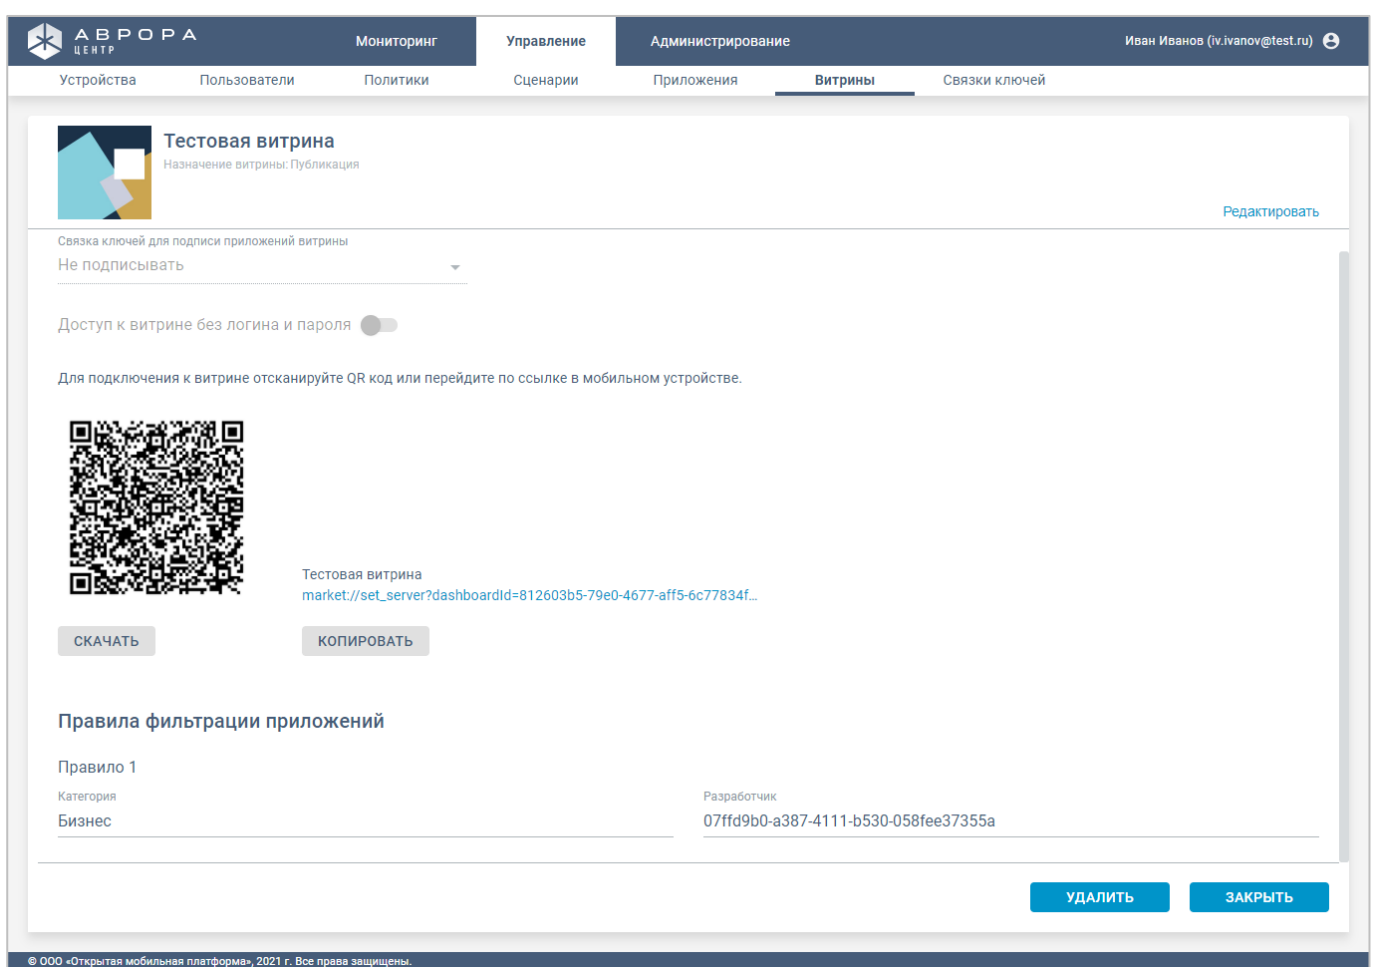 АВРОРА
ЦЕНТР
Мониторинг Управление Администрирование Иван Иванов (iv.ivanov@test.ru)
Устройства Пользователи Политики Сценарии Приложения Витрины Связки ключей
Тестовая витрина
Назначение витрины: Публикация
Редактировать
Связка ключей для подписи приложений витрины
Не подписывать
Доступ к витрине без логина и пароля
Для подключения к витрине отсканируйте QR код или перейдите по ссылке в мобильном устройстве.
Тестовая витрина
market://set_server?dashboardId=812603b5-79e0-4677-aff5-6c77834f...
СКАЧАТЬ КОПИРОВАТЬ
Правила фильтрации приложений
Правило 1
Категория Разработчик
Бизнес 07ffd9b0-a387-4111-b530-058fee37355a
УДАЛИТЬ ЗАКРЫТЬ
© ООО «Открытая мобильная платформа», 2021 г. Все права защищены.